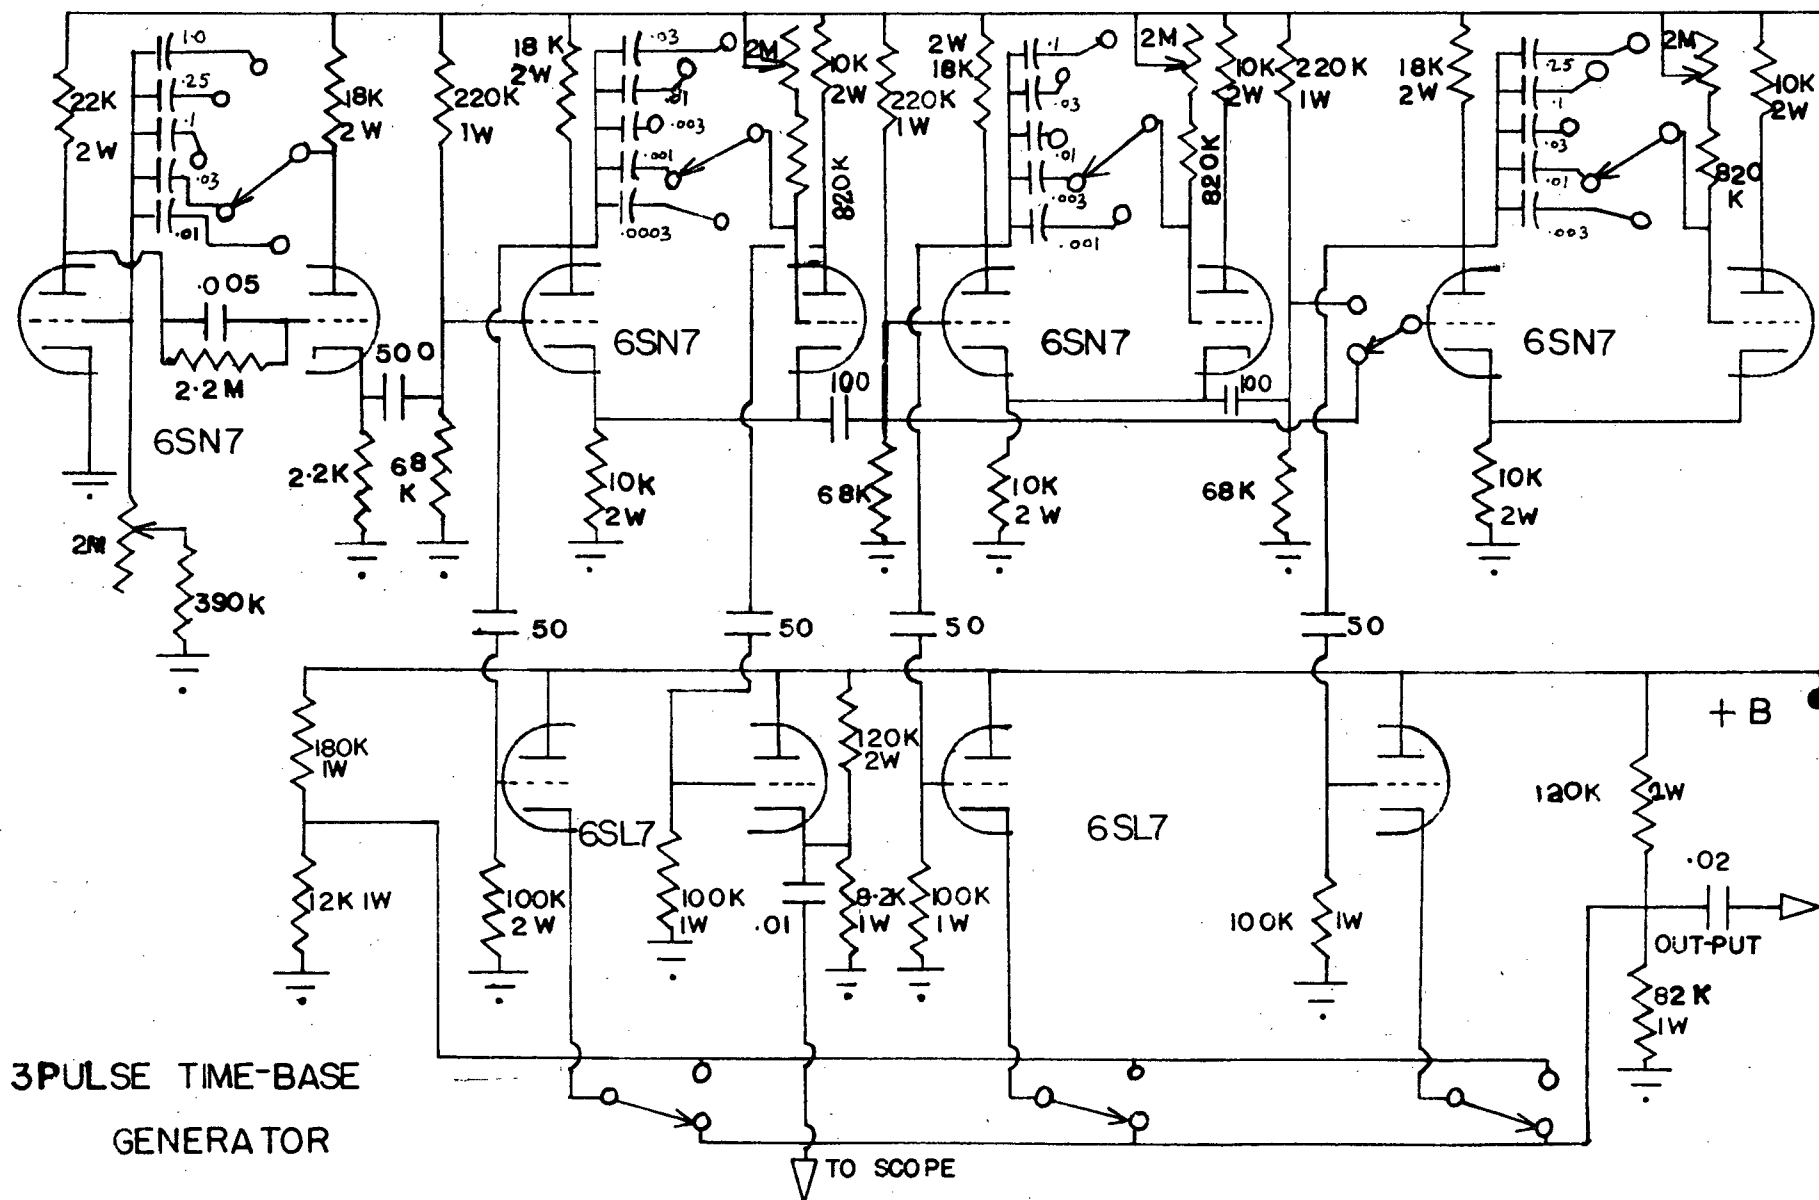 1.0
.25
.1
.03
.01
22K
2W
18K
2W
220K
1W
18K
2W
.03
.01
.003
.001
.0003
2M
10K
2W
820K
220K
1W
2W
18K
.1
.03
.01
.003
.001
2M
10K
2W
820K
220K
1W
18K
2W
.25
.1
.03
.01
.003
2M
10K
2W
820
K
.005
500
2.2M
6SN7
6SN7
100
6SN7
100
6SN7
2.2K
68
K
10K
2W
68K
10K
2W
68K
10K
2W
2M
390K
50
50
50
50
+B
180K
1W
120K
2W
120K
1W
6SL7
6SL7
12K 1W
100K
2W
100K
1W
.01
8.2K
1W
100K
1W
100K
1W
.02
OUT-PUT
82K
1W
3PULSE TIME-BASE
GENERATOR
TO SCOPE